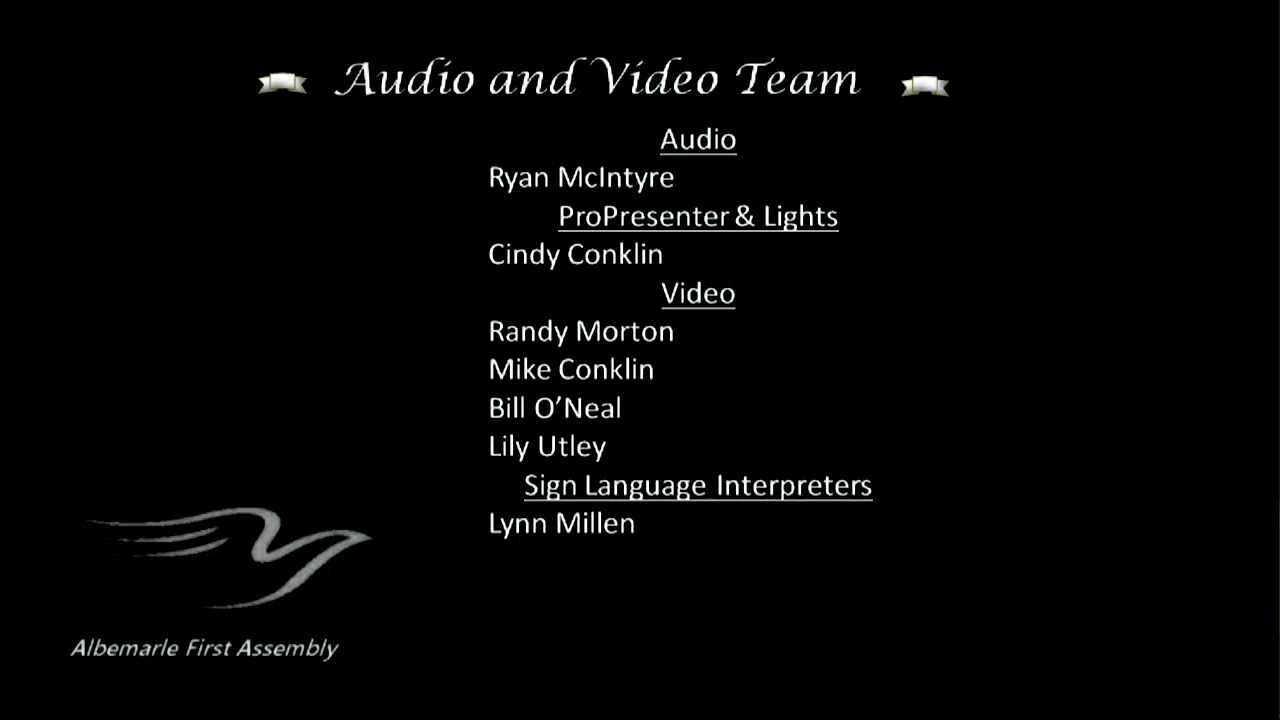 Audio and Video Team
Audio
Ryan McIntyre
ProPresenter & Lights
Cindy Conklin
Video
Randy Morton
Mike Conklin
Bill O’Neal
Lily Utley
Sign Language Interpreters
Lynn Millen
Albemarle First Assembly